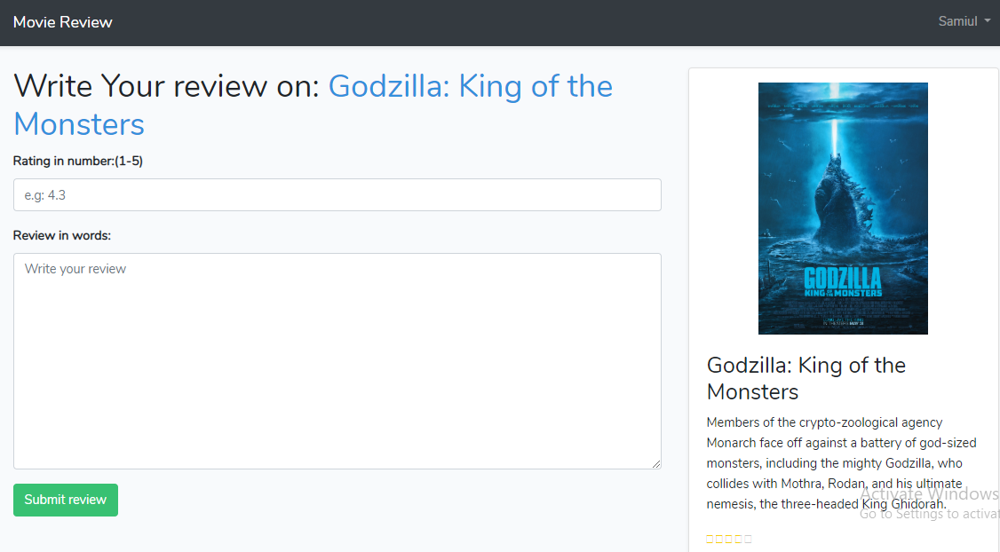 Movie Review
Samiul
Write Your review on: Godzilla: King of the
Monsters
Rating in number:(1-5)
e.g: 4.3
Review in words:
Write your review
Submit review
GODZILLA
KING OF THE MONSTERS
Godzilla: King of the
Monsters
Members of the crypto-zoological agency
Monarch face off against a battery of god-sized
monsters, including the mighty Godzilla, who
collides with Mothra, Rodan, and his ultimate
nemesis, the three-headed King Ghidorah.
Activate Windows
Go to Settings to activat